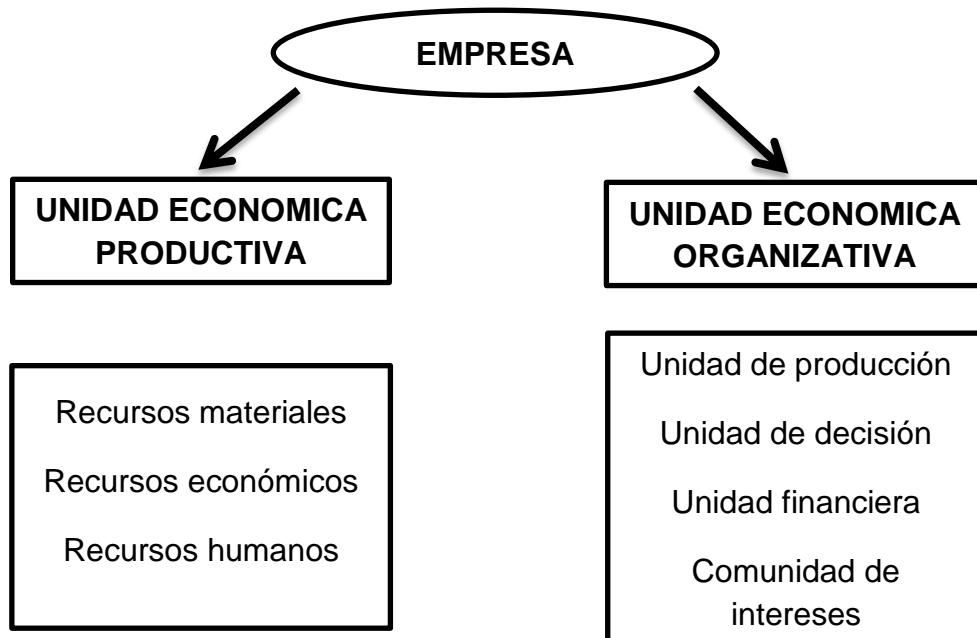 EMPRESA
UNIDAD ECONOMICA
PRODUCTIVA
UNIDAD ECONOMICA
ORGANIZATIVA
Recursos materiales
Recursos económicos
Recursos humanos
Unidad de producción
Unidad de decisión
Unidad financiera
Comunidad de
intereses